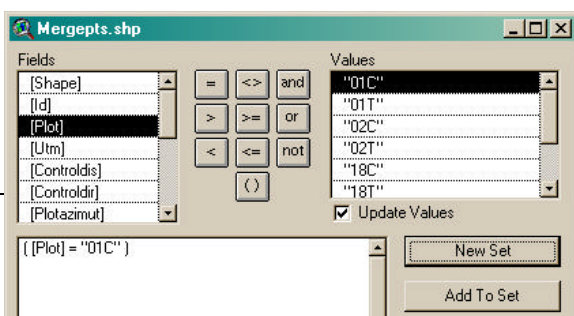 Mergepts.shp
Fields
Values
[Shape]
[Id]
[Plot]
[Utm]
[Controldis]
[Controldir]
[Plotazimut]
= <> and
> >= or
< <= not
( )
"01C"
"01T"
"02C"
"02T"
"18C"
"18T"
Update Values
( [Plot] = "01C" )
New Set
Add To Set